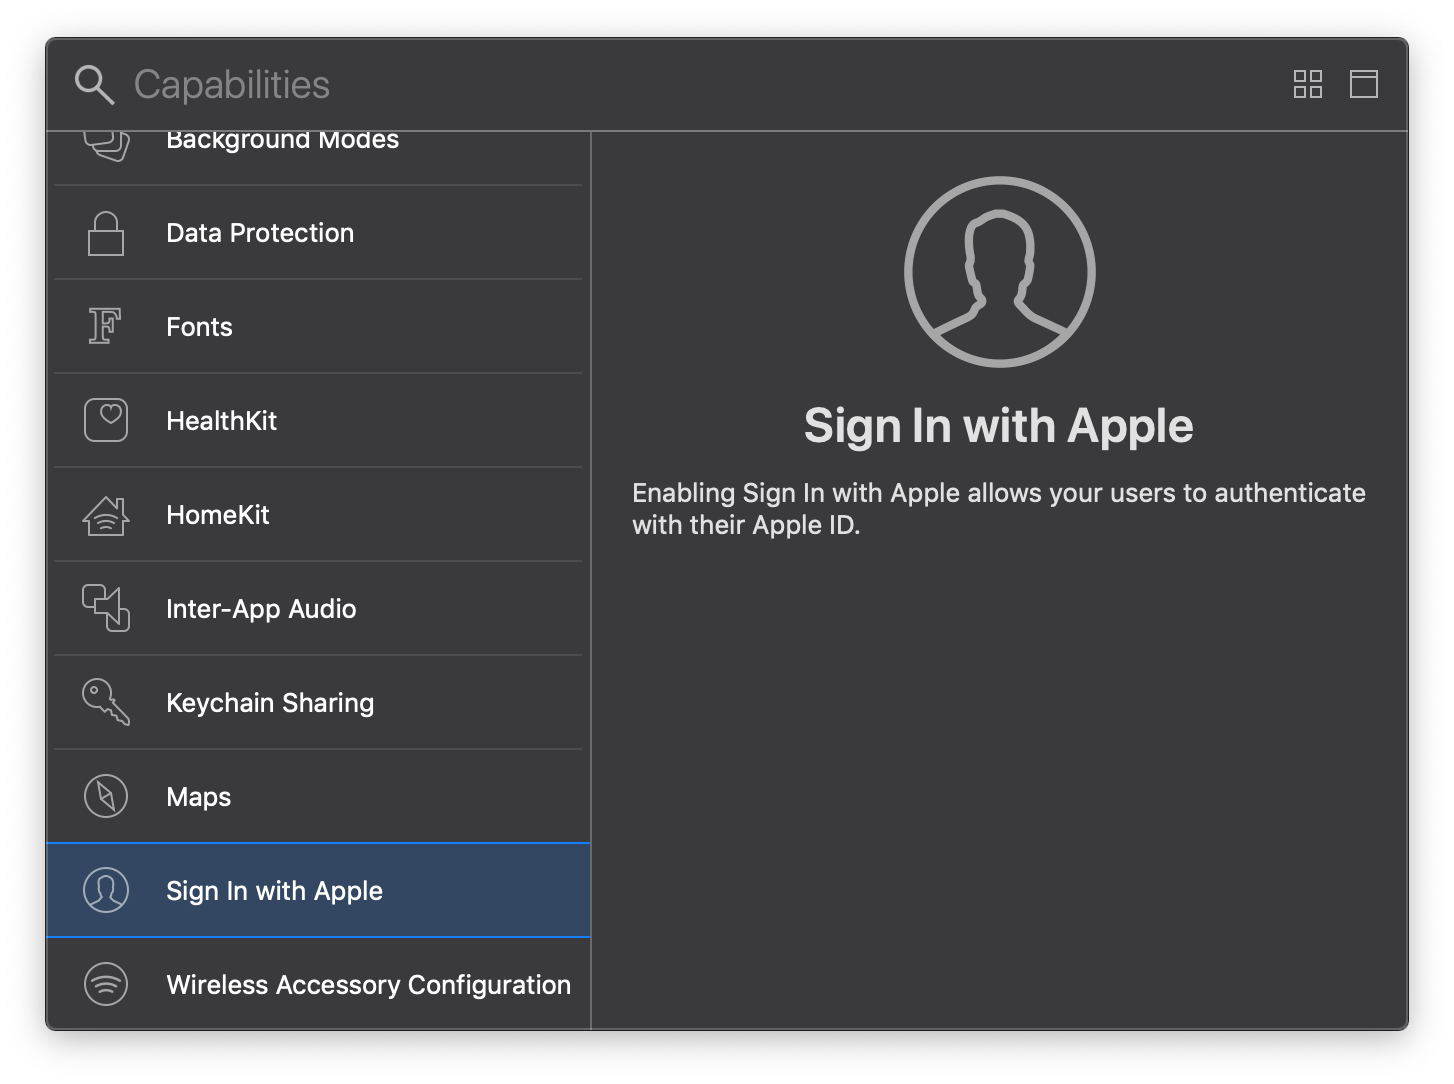 Capabilities
Background Modes
Data Protection
Fonts
HealthKit
HomeKit
Inter-App Audio
Keychain Sharing
Maps
Sign In with Apple
Wireless Accessory Configuration
Sign In with Apple
Enabling Sign In with Apple allows your users to authenticate
with their Apple ID.